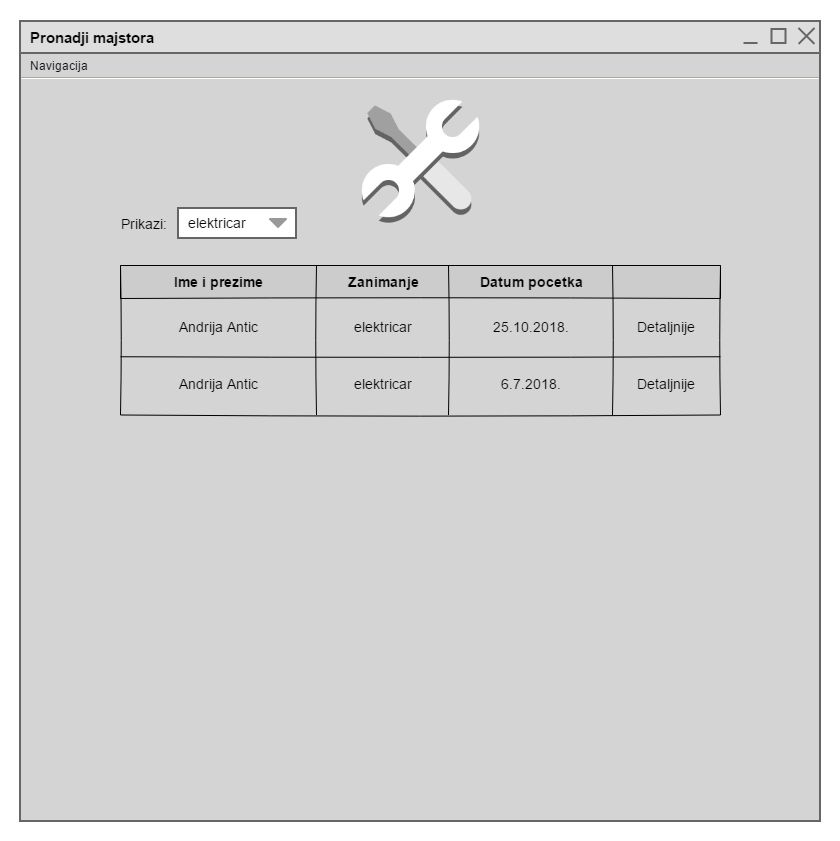 Pronadji majstora
Navigacija
Prikazi: elektricar
Ime i prezime Zanimanje Datum pocetka
Andrija Antic elektricar 25.10.2018. Detaljnije
Andrija Antic elektricar 6.7.2018. Detaljnije